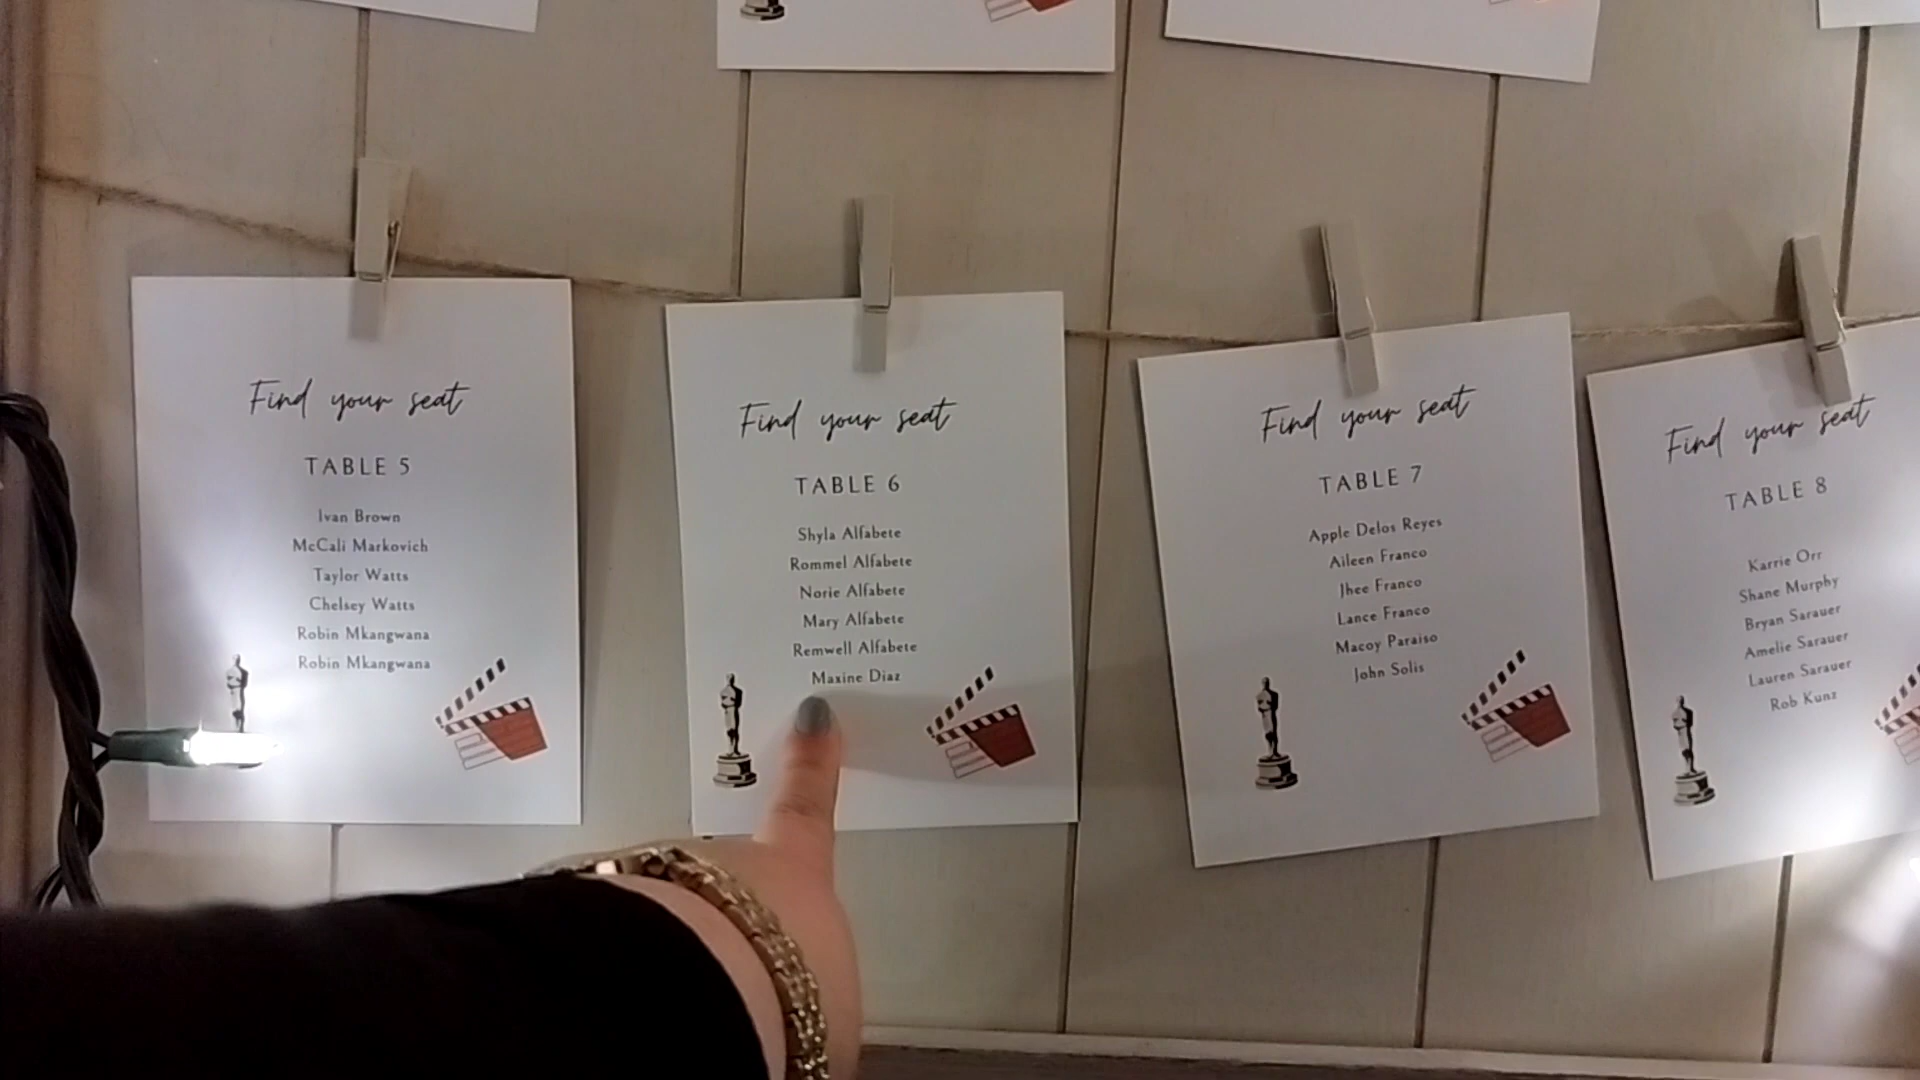 Find your seat
TABLE 5
Ivan Brown
McCali Markovich
Taylor Watts
Chelsey Watts
Robin Mkangwana
Robin Mkangwana
Find your seat
TABLE 6
Shyla Alfabete
Rommel Alfabete
Norie Alfabete
Mary Alfabete
Remwell Alfabete
Maxine Diaz
Find your seat
TABLE 7
Apple Delos Reyes
Aileen Franco
Jhee Franco
Lance Franco
Macoy Paraiso
John Solis
Find your seat
TABLE 8
Karrie Orr
Shane Murphy
Bryan Sarauer
Amelie Sarauer
Lauren Sarauer
Rob Kunz